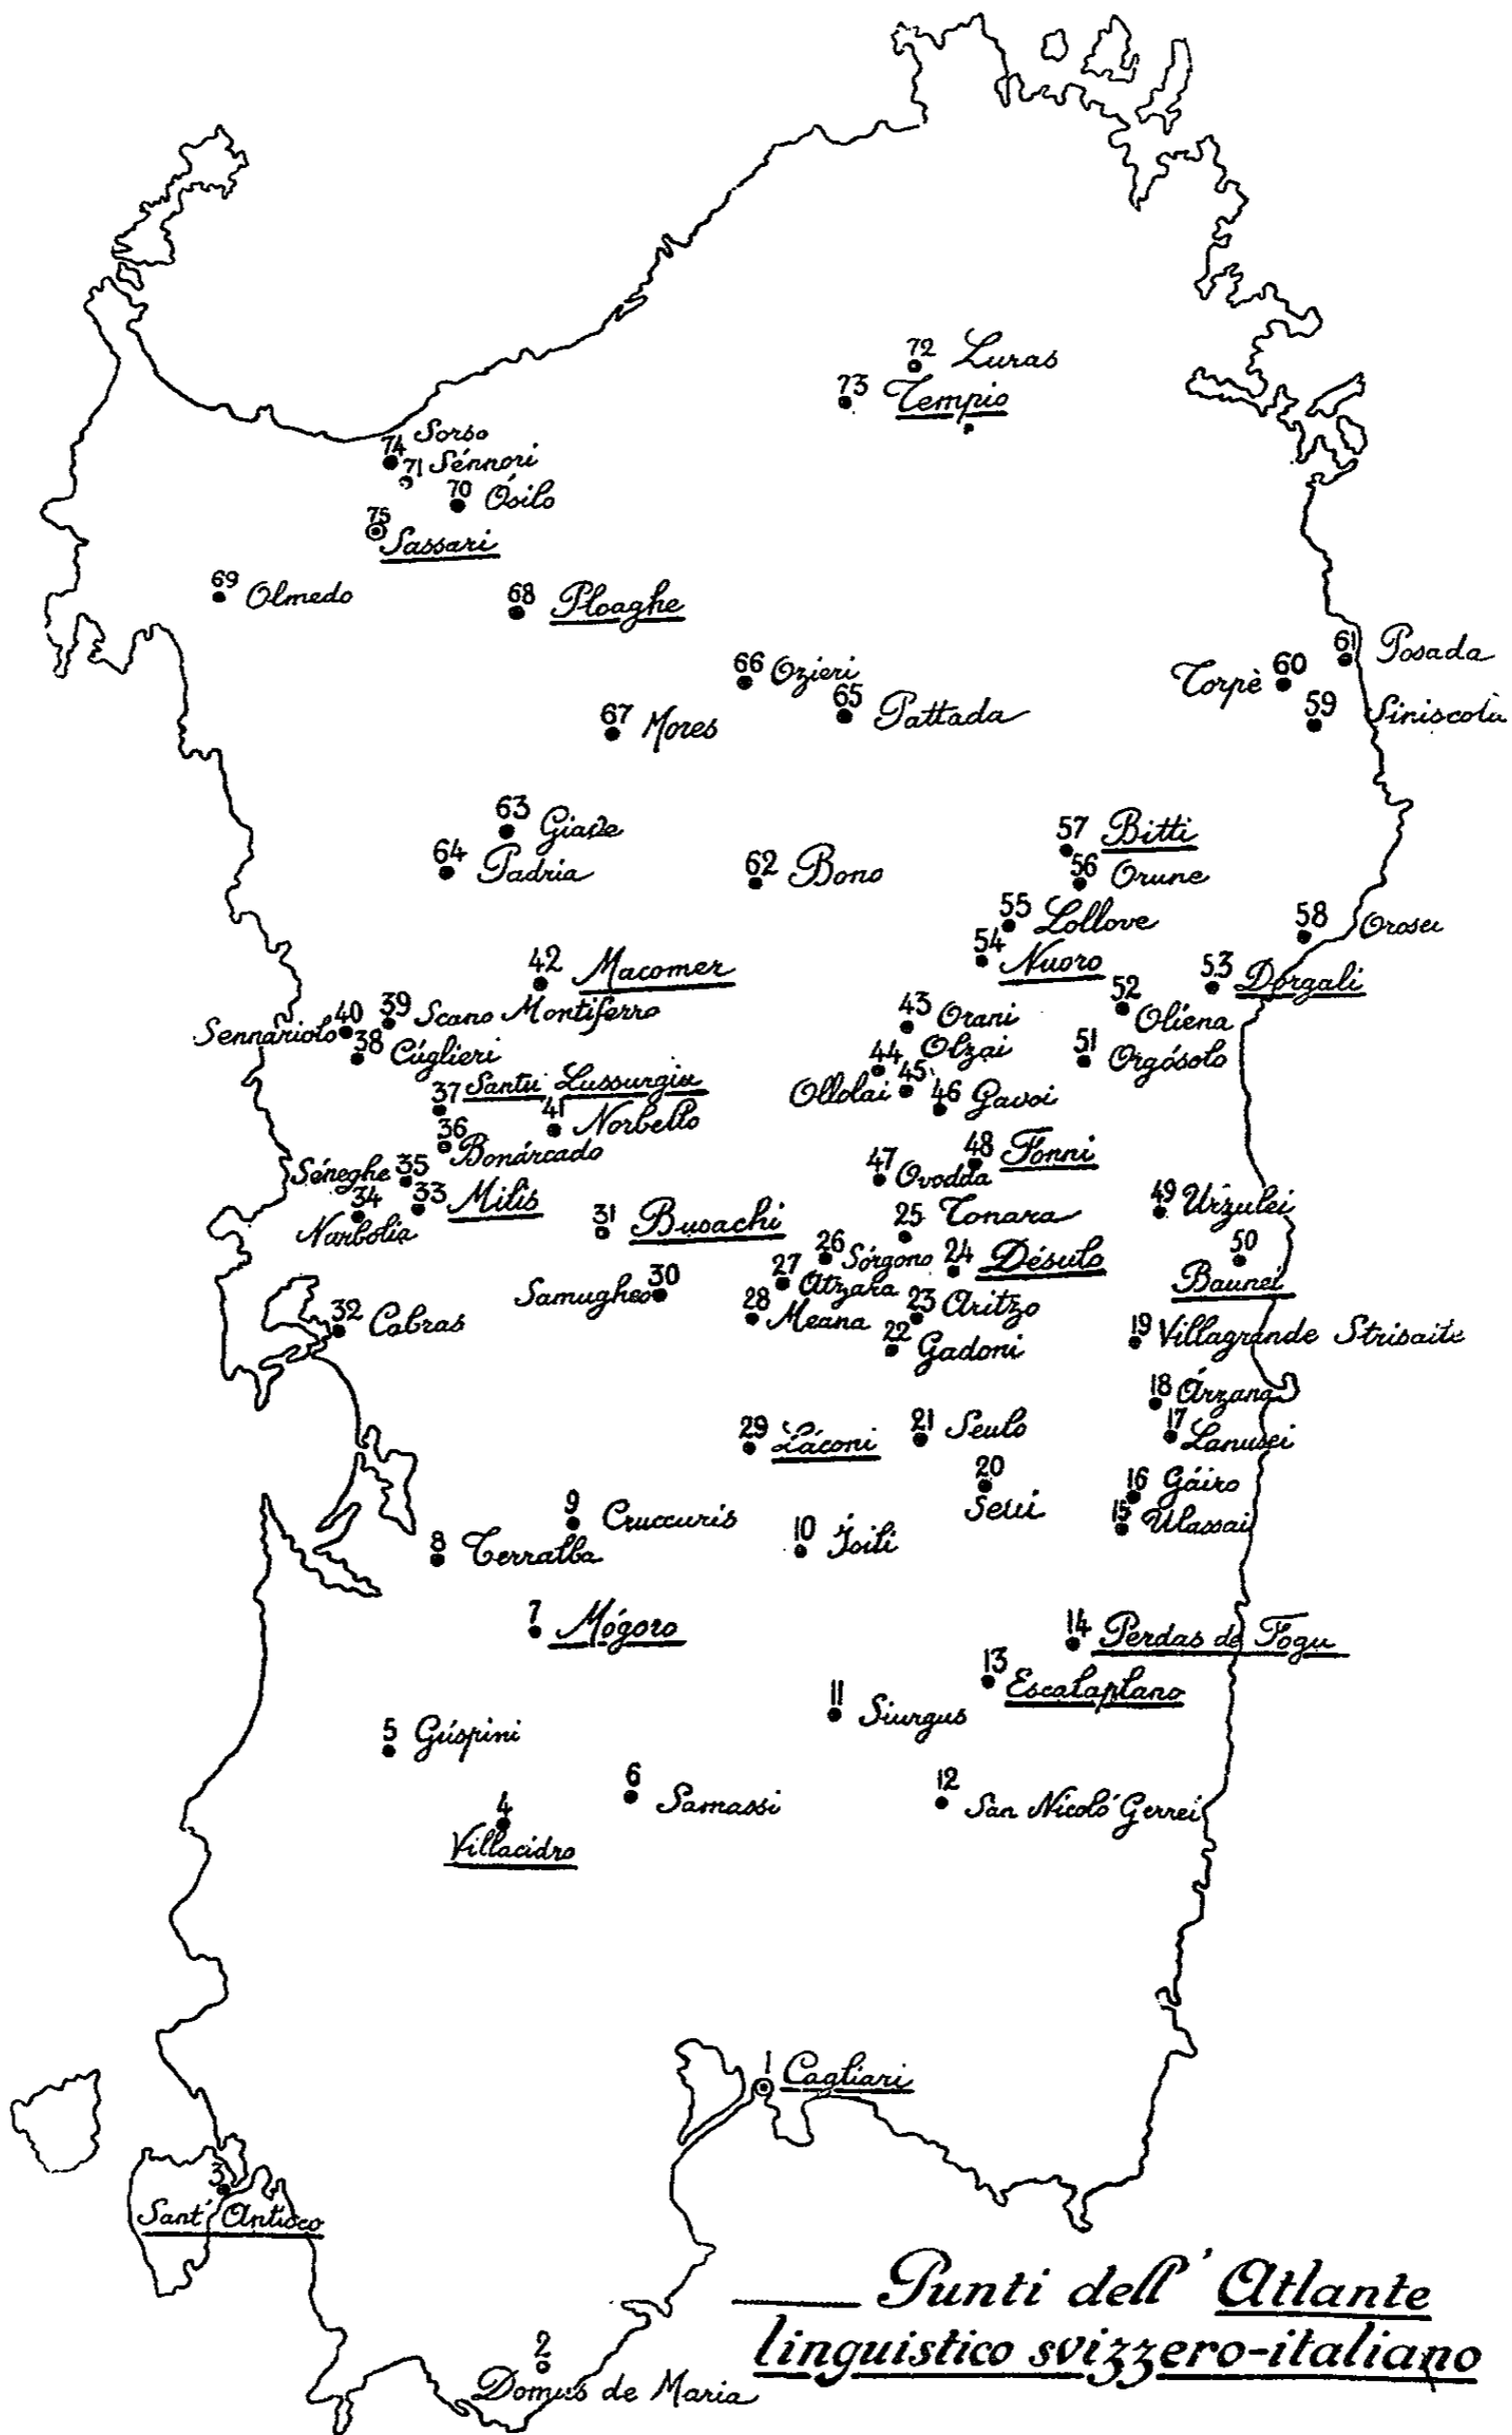 72 Luras
73 Tempio
74 Sorso
71 Sénnori
70 Ósilo
75 Sassari
69 Olmedo
68 Ploaghe
61 Posada
66 Ozieri
Torpè 60
65 Pattada
59 Siniscola
67 Mores
63 Giave
57 Bitti
64 Padria
62 Bono
56 Orune
55 Lollove
58 Orosei
54 Nuoro
42 Macomer
53 Dorgali
52 Oliena
39 Scano Montiferro
Sennariolo 40
43 Orani
38 Cúglieri
Olzai
51 Orgósolo
44
Ollolai 45
37 Santu Lussurgiu
46 Gavoi
41 Norbello
36 Bonárcado
48 Fonni
Séneghe 35
47 Ovodda
33 Milis
34
Narbolia
49 Urzulei
31 Busachi
25 Tonara
26 Sórgono
24 Désulo
50
Baunei
27 Atzara
Samugheo 30
28 Meana
23 Aritzo
32 Cabras
19 Villagrande Strisaile
22 Gadoni
18 Árzana
17 Lanusei
29 Láconi
21 Seulo
20
Seui
16 Gáiro
15 Ulassai
9 Cruccuris
10 Ísili
8 Terralba
7 Mógoro
14 Perdas de Fogu
13 Escalaplano
11 Siurgus
5 Gúspini
6 Samassi
12 San Nicoló Gerrei
4
Villacidro
1 Cagliari
3
Sant' Antioco
Punti dell' Atlante
linguistico svizzero-italiano
2
Domus de Maria